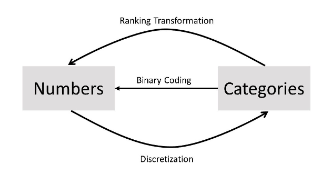 Ranking Transformation
Numbers
Binary Coding
Categories
Discretization